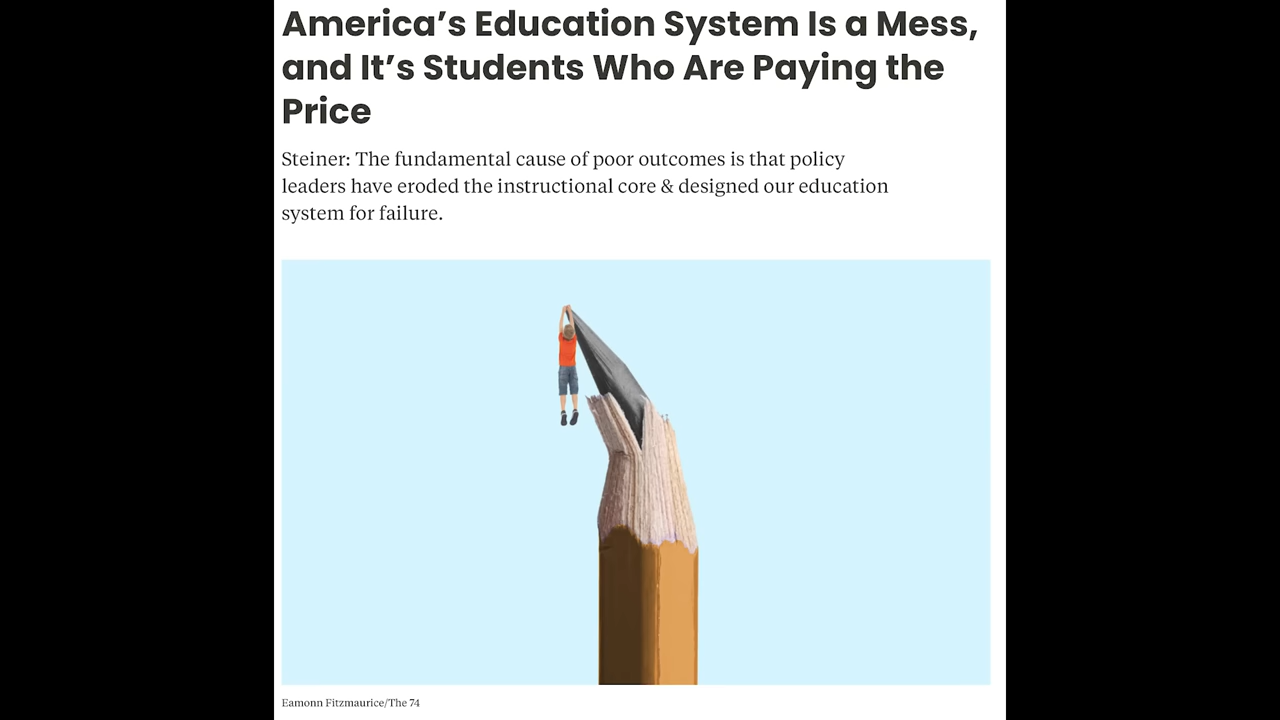 America’s Education System Is a Mess,
and It’s Students Who Are Paying the
Price
Steiner: The fundamental cause of poor outcomes is that policy
leaders have eroded the instructional core & designed our education
system for failure.
Eamonn Fitzmaurice/The 74